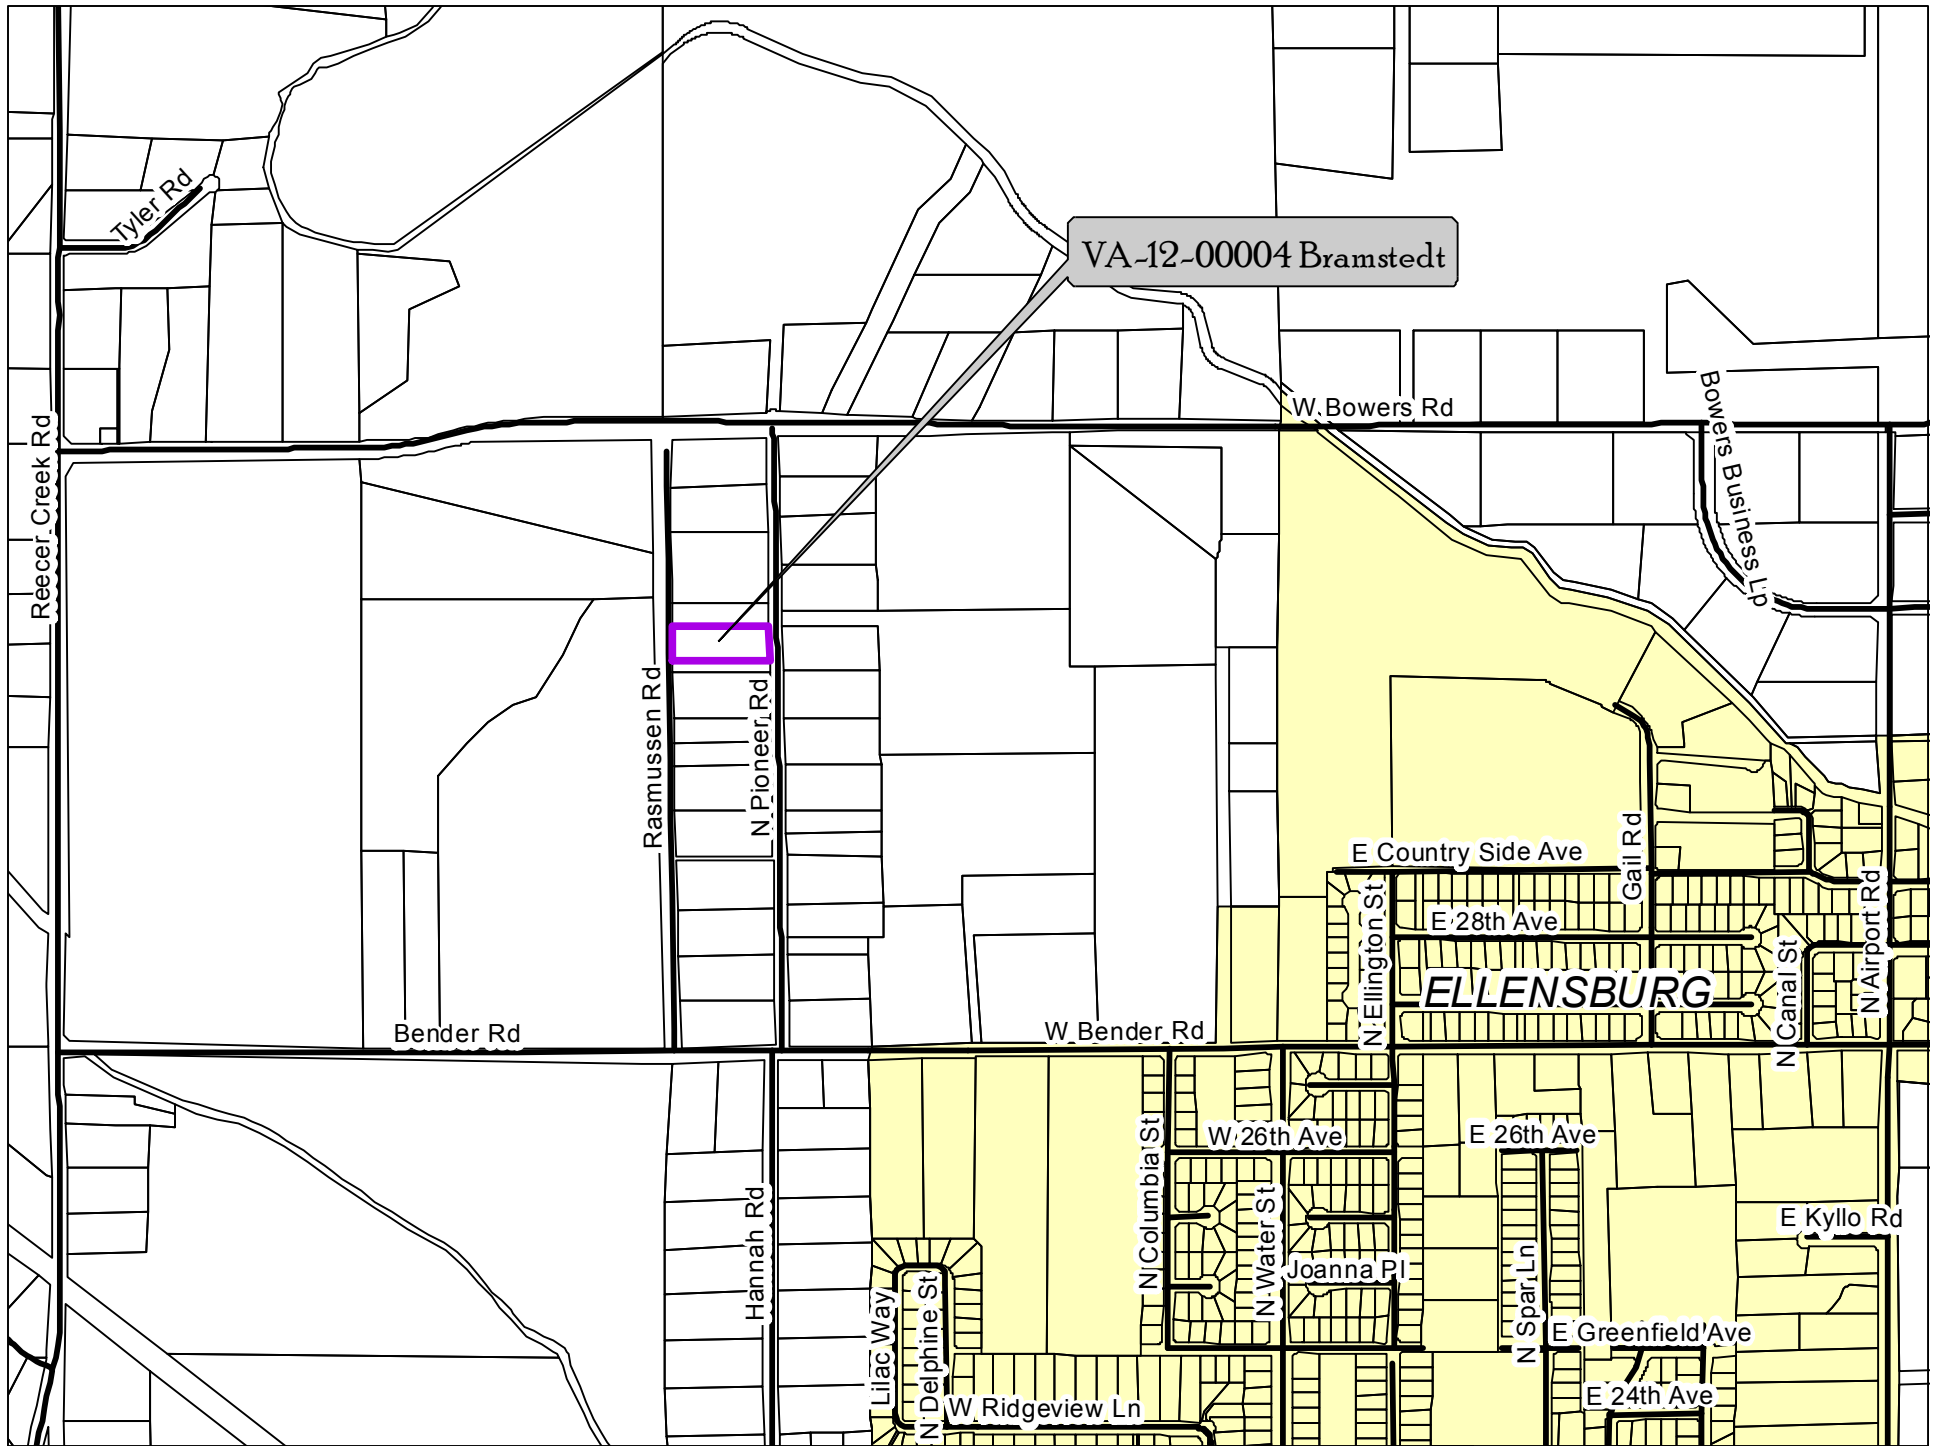 Tyler Rd
VA-12-00004 Bramstedt
W Bowers Rd
Bowers Business Lp
Reecer Creek Rd
Rasmussen Rd
N Pioneer Rd
Gail Rd
E Country Side Ave
N Ellington St
E 28th Ave
N Airport Rd
N Canal St
ELLENSBURG
Bender Rd
W Bender Rd
N Columbia St
W 26th Ave
E 26th Ave
Hannah Rd
N Water St
E Kyllo Rd
Joanna Pl
N Spar Ln
Lilac Way
N Delphine St
E Greenfield Ave
E 24th Ave
W Ridgeview Ln